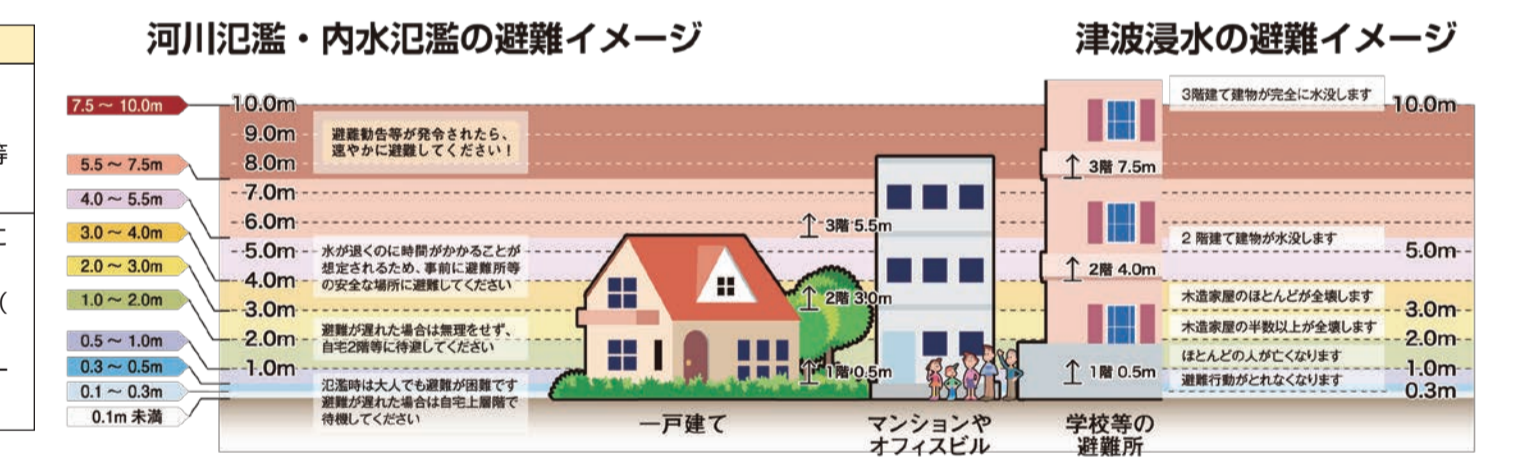 河川氾濫・内水氾濫の避難イメージ
津波浸水の避難イメージ
7.5～10.0m
5.5～7.5m
4.0～5.5m
3.0～4.0m
2.0～3.0m
1.0～2.0m
0.5～1.0m
0.3～0.5m
0.1～0.3m
0.1m 未満
10.0m
9.0m
8.0m
7.0m
6.0m
5.0m
4.0m
3.0m
2.0m
1.0m
避難勧告等が発令されたら、
速やかに避難してください！
水が退くのに時間がかかることが
想定されるため、事前に避難所等
の安全な場所に避難してください
避難が遅れた場合は無理をせず、
自宅2階等に待避してください
氾濫時は大人でも避難が困難です
避難が遅れた場合は自宅上層階で
待機してください
3階 5.5m
2階 3.0m
1階 0.5m
3階 7.5m
2階 4.0m
1階 0.5m
3階建て建物が完全に水没します
2階建て建物が水没します
木造家屋のほとんどが全壊します
木造家屋の半数以上が全壊します
ほとんどの人が亡くなります
避難行動がとれなくなります
10.0m
5.0m
3.0m
2.0m
1.0m
0.3m
一戸建て
マンションや
オフィスビル
学校等の
避難所
等
に
（